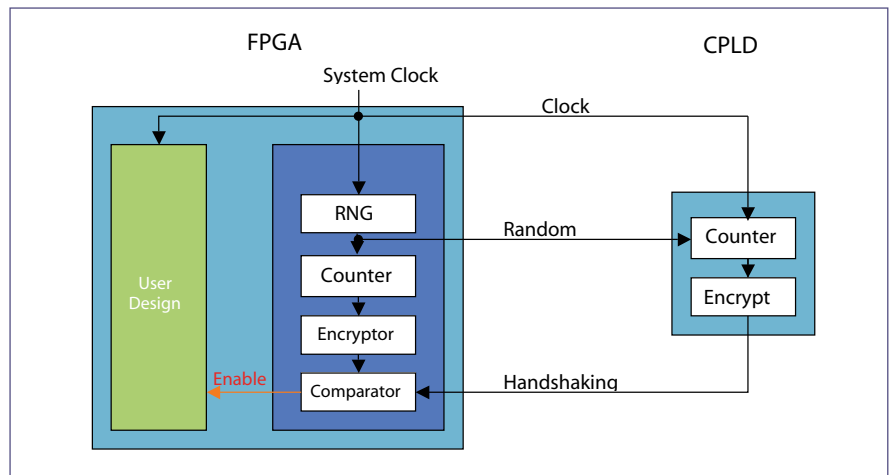 FPGA
CPLD
System Clock
Clock
RNG
Random
Counter
Counter
User
Design
Encrypt
Encryptor
Enable
Comparator
Handshaking